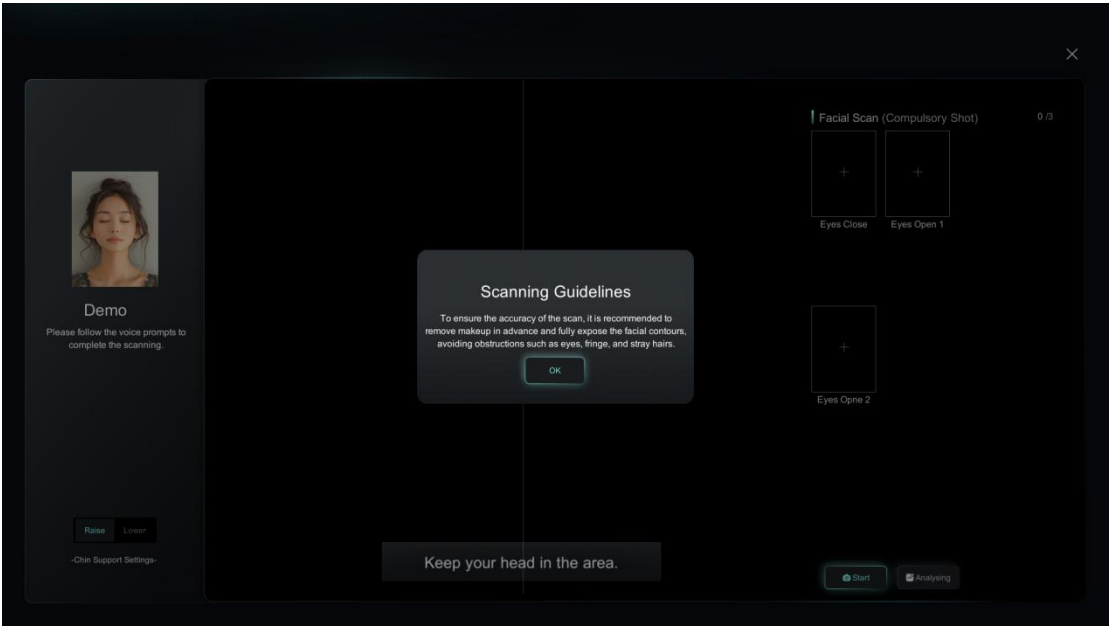 Facial Scan (Compulsory Shot)
0 /3
Eyes Close
Eyes Open 1
Scanning Guidelines
To ensure the accuracy of the scan, it is recommended to
remove makeup in advance and fully expose the facial contours,
avoiding obstructions such as eyes, fringe, and stray hairs.
OK
Demo
Please follow the voice prompts to
complete the scanning.
Eyes Opne 2
Raise
Lower
-Chin Support Settings-
Keep your head in the area.
Start
Analysing